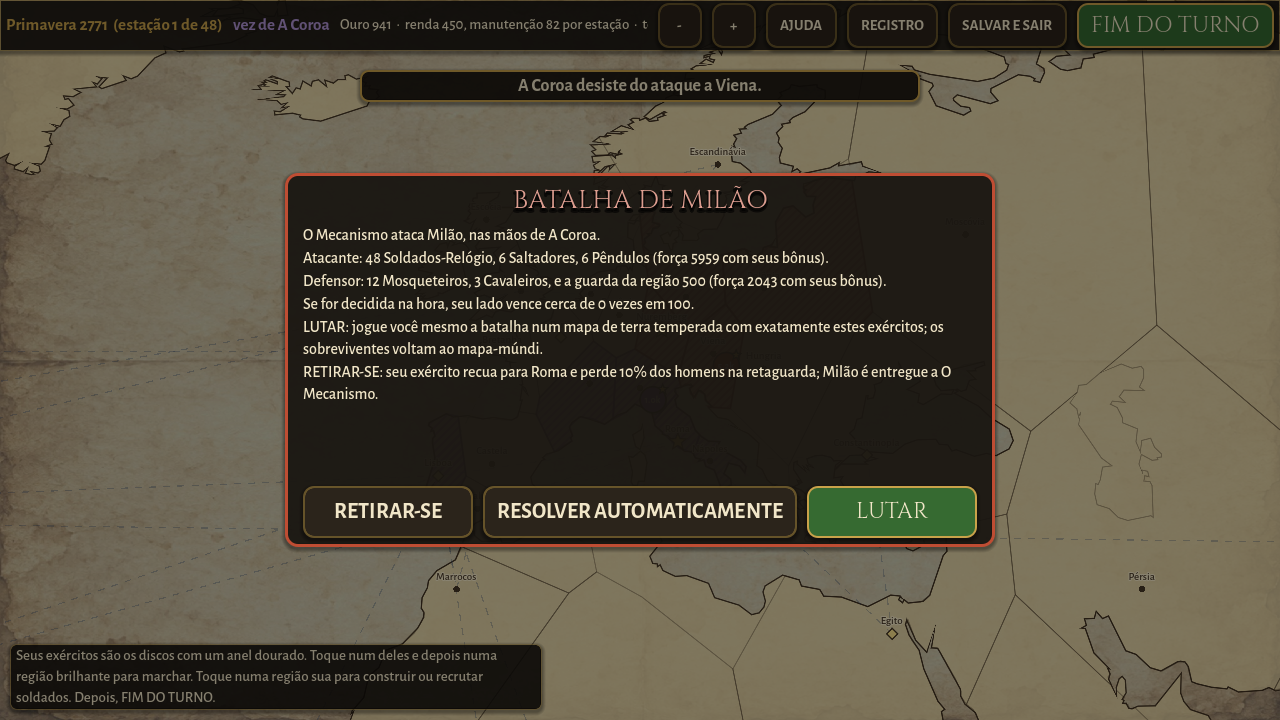 Primavera 2771 (estação 1 de 48) vez de A Coroa Ouro 941 · renda 450, manutenção 82 por estação · t
- + AJUDA REGISTRO SALVAR E SAIR FIM DO TURNO
A Coroa desiste do ataque a Viena.
Escandinávia
BATALHA DE MILÃO
O Mecanismo ataca Milão, nas mãos de A Coroa.
Atacante: 48 Soldados-Relógio, 6 Saltadores, 6 Pêndulos (força 5959 com seus bônus).
Defensor: 12 Mosqueteiros, 3 Cavaleiros, e a guarda da região 500 (força 2043 com seus bônus).
Se for decidida na hora, seu lado vence cerca de 0 vezes em 100.
LUTAR: jogue você mesmo a batalha num mapa de terra temperada com exatamente estes exércitos; os
sobreviventes voltam ao mapa-múndi.
RETIRAR-SE: seu exército recua para Roma e perde 10% dos homens na retaguarda; Milão é entregue a O
Mecanismo.
RETIRAR-SE RESOLVER AUTOMATICAMENTE LUTAR
Marrocos
Pérsia
Egito
Seus exércitos são os discos com um anel dourado. Toque num deles e depois numa
região brilhante para marchar. Toque numa região sua para construir ou recrutar
soldados. Depois, FIM DO TURNO.